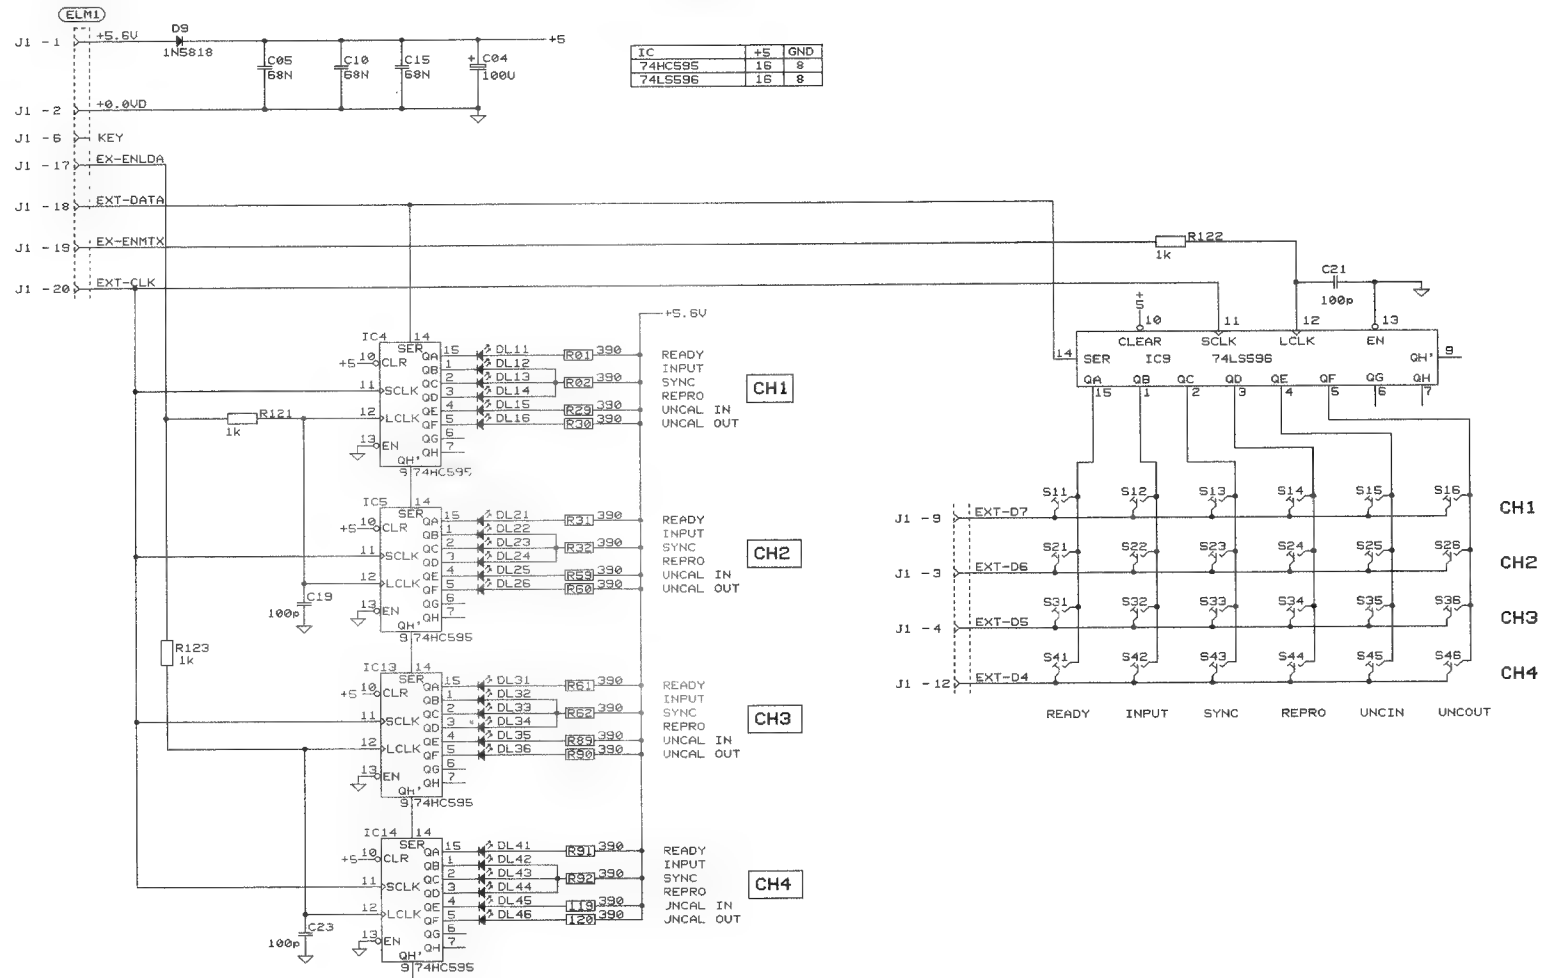 ELM1
J1 -1 +5.6V D9 1N5818 +5
C05 68N C10 68N C15 68N + C04 100U
J1 -2 +0.0VD
IC +5 GND
74HC595 16 8
74LS596 16 8
J1 -6 KEY
J1 -17 EX-ENLDA
J1 -18 EXT-DATA
J1 -19 EX-ENMTX
R122 1k
J1 -20 EXT-CLK
C21 100p
+5.6V
IC4 14
SER QA 15 DL11 R01 390 READY
+5 10 CLR QB 1 DL12 INPUT
QC 2 DL13 R02 390 SYNC
11 SCLK QD 3 DL14 REPRO
QE 4 DL15 R29 390 UNCAL IN
12 LCLK QF 5 DL16 R30 390 UNCAL OUT
QG 6
13 EN QH 7
QH' 9 74HC595
CH1
R121 1k
IC5 14
SER QA 15 DL21 R31 390 READY
+5 10 CLR QB 1 DL22 INPUT
QC 2 DL23 R32 390 SYNC
11 SCLK QD 3 DL24 REPRO
QE 4 DL25 R59 390 UNCAL IN
12 LCLK QF 5 DL26 R60 390 UNCAL OUT
QG 6
13 EN QH 7
QH' 9 74HC595
CH2
C19 100p
R123 1k
IC13 14
SER QA 15 DL31 R61 390 READY
+5 10 CLR QB 1 DL32 INPUT
QC 2 DL33 R62 390 SYNC
11 SCLK QD 3 DL34 REPRO
QE 4 DL35 R89 390 UNCAL IN
12 LCLK QF 5 DL36 R90 390 UNCAL OUT
QG 6
13 EN QH 7
QH' 9 74HC595
CH3
IC14 14
SER QA 15 DL41 R91 390 READY
+5 10 CLR QB 1 DL42 INPUT
QC 2 DL43 R92 390 SYNC
11 SCLK QD 3 DL44 REPRO
QE 4 DL45 119 390 JNCAL IN
12 LCLK QF 5 DL46 120 390 JNCAL OUT
QG 6
13 EN QH 7
QH' 9 74HC595
CH4
C23 100p
+5 10 11 12 13
CLEAR SCLK LCLK EN
14 SER IC9 74LS596 QH' 9
QA QB QC QD QE QF QG QH
15 1 2 3 4 5 6 7
S11 S12 S13 S14 S15 S16
J1 -9 EXT-D7 CH1
S21 S22 S23 S24 S25 S26
J1 -3 EXT-D6 CH2
S31 S32 S33 S34 S35 S36
J1 -4 EXT-D5 CH3
S41 S42 S43 S44 S45 S46
J1 -12 EXT-D4 CH4
READY INPUT SYNC REPRO UNCIN UNCOUT